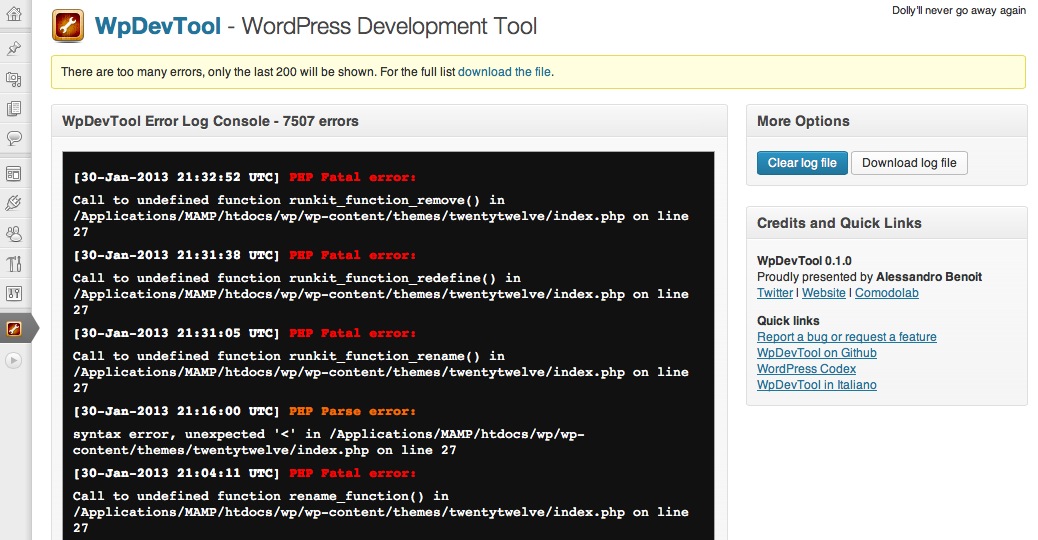 Dolly'll never go away again
WpDevTool - WordPress Development Tool
There are too many errors, only the last 200 will be shown. For the full list download the file.
WpDevTool Error Log Console - 7507 errors
[30-Jan-2013 21:32:52 UTC] PHP Fatal error:
Call to undefined function runkit_function_remove() in
/Applications/MAMP/htdocs/wp/wp-content/themes/twentytwelve/index.php on line
27
[30-Jan-2013 21:31:38 UTC] PHP Fatal error:
Call to undefined function runkit_function_redefine() in
/Applications/MAMP/htdocs/wp/wp-content/themes/twentytwelve/index.php on line
27
[30-Jan-2013 21:31:05 UTC] PHP Fatal error:
Call to undefined function runkit_function_rename() in
/Applications/MAMP/htdocs/wp/wp-content/themes/twentytwelve/index.php on line
27
[30-Jan-2013 21:16:00 UTC] PHP Parse error:
syntax error, unexpected '<' in /Applications/MAMP/htdocs/wp/wp-
content/themes/twentytwelve/index.php on line 27
[30-Jan-2013 21:04:11 UTC] PHP Fatal error:
Call to undefined function rename_function() in
/Applications/MAMP/htdocs/wp/wp-content/themes/twentytwelve/index.php on line
27
More Options
Clear log file Download log file
Credits and Quick Links
WpDevTool 0.1.0
Proudly presented by Alessandro Benoit
Twitter | Website | Comodolab
Quick links
Report a bug or request a feature
WpDevTool on Github
WordPress Codex
WpDevTool in Italiano